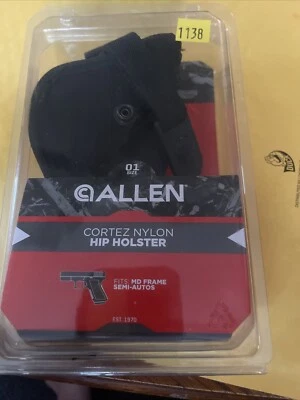 1138
01
SIZE
ALLEN
CORTEZ NYLON
HIP HOLSTER
FITS: MD FRAME
SEMI-AUTOS
EST. 1970